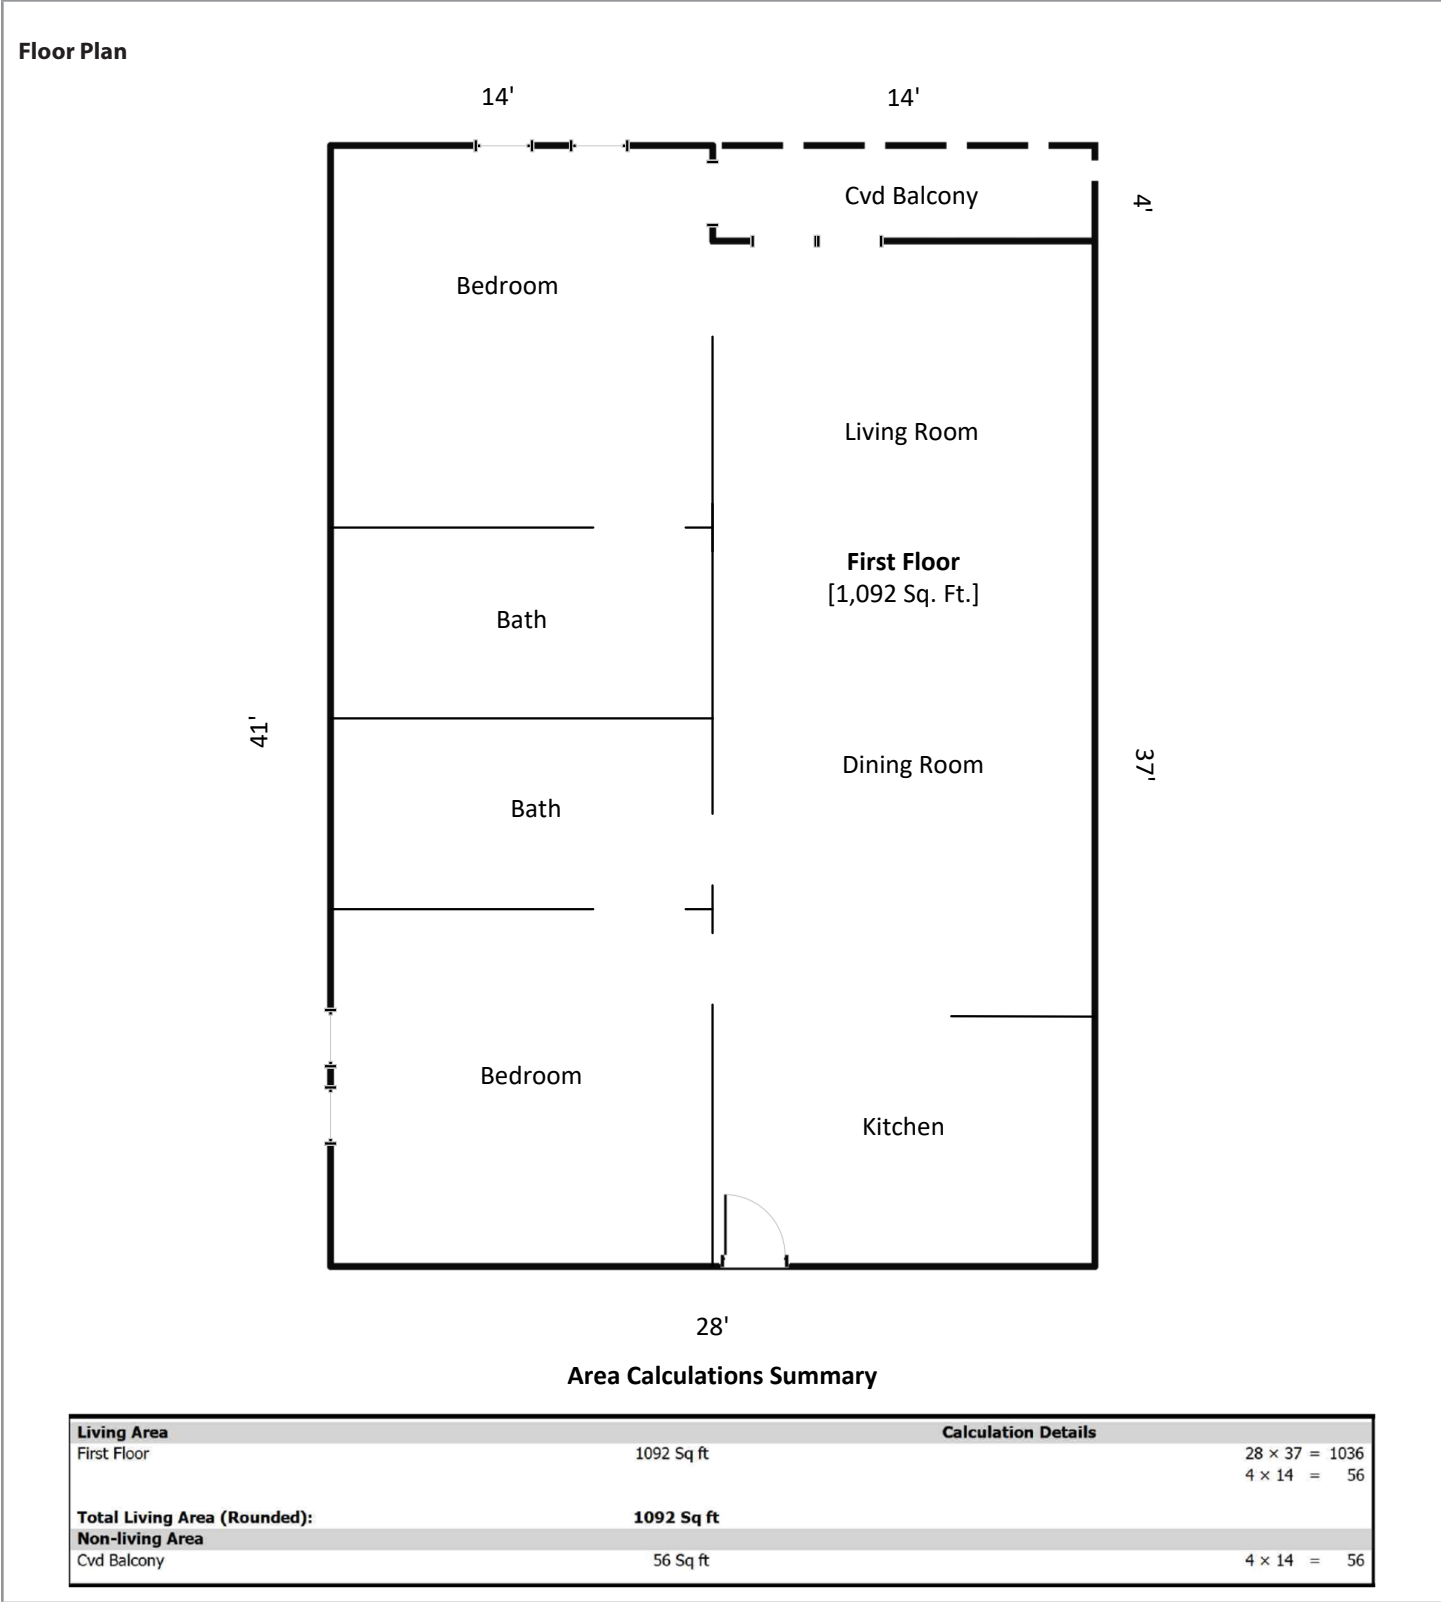 Floor Plan
14'
14'
Cvd Balcony
4'
Bedroom
Living Room
First Floor
[1,092 Sq. Ft.]
Bath
41'
Dining Room
37'
Bath
Bedroom
Kitchen
28'
Area Calculations Summary
Living Area Calculation Details
First Floor 1092 Sq ft 28 × 37 = 1036
4 × 14 = 56
Total Living Area (Rounded): 1092 Sq ft
Non-living Area
Cvd Balcony 56 Sq ft 4 × 14 = 56